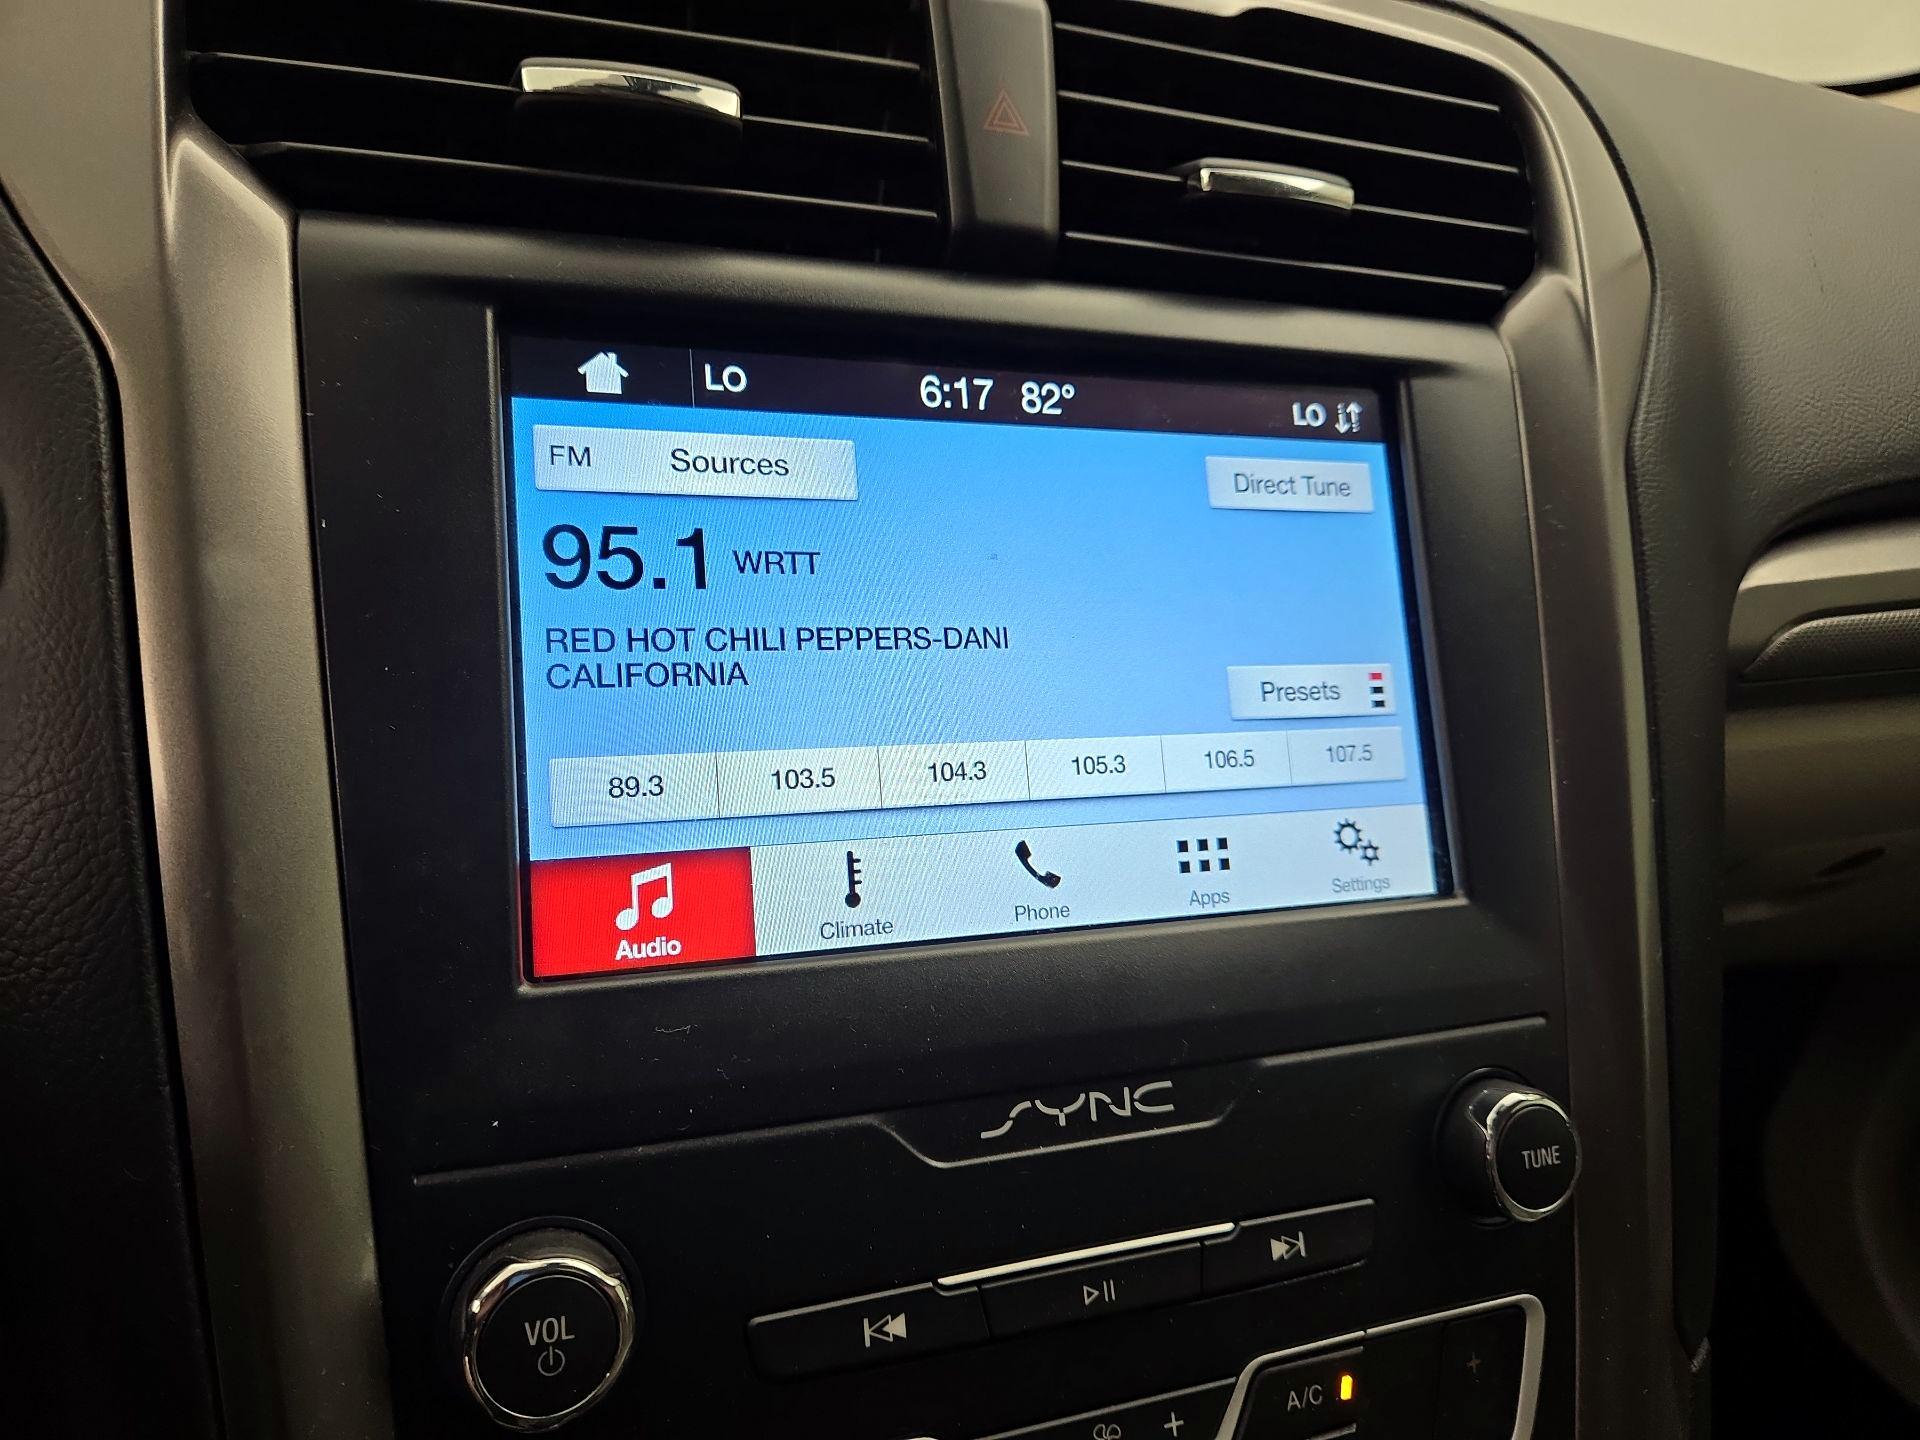 LO 6:17 82° LO
FM Sources Direct Tune
95.1 WRTT
RED HOT CHILI PEPPERS-DANI
CALIFORNIA
Presets
89.3 103.5 104.3 105.3 106.5 107.5
Audio Climate Phone Apps Settings
SYNC
TUNE
VOL
A/C
+ +